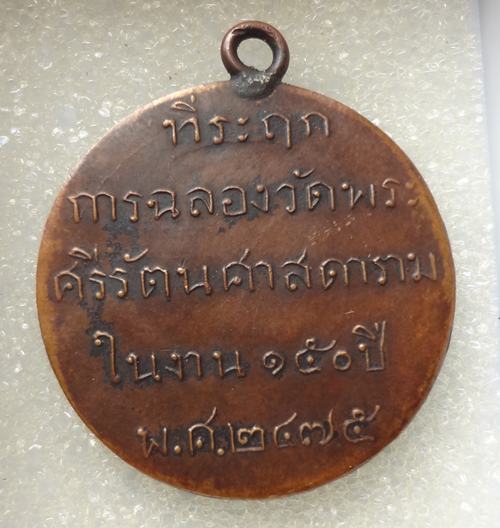 ที่ระฤก
การฉลองวัดพระ
ศรีรัตนศาสดาราม
ในงาน ๑๕๐ปี
พ.ศ.๒๔๗๕